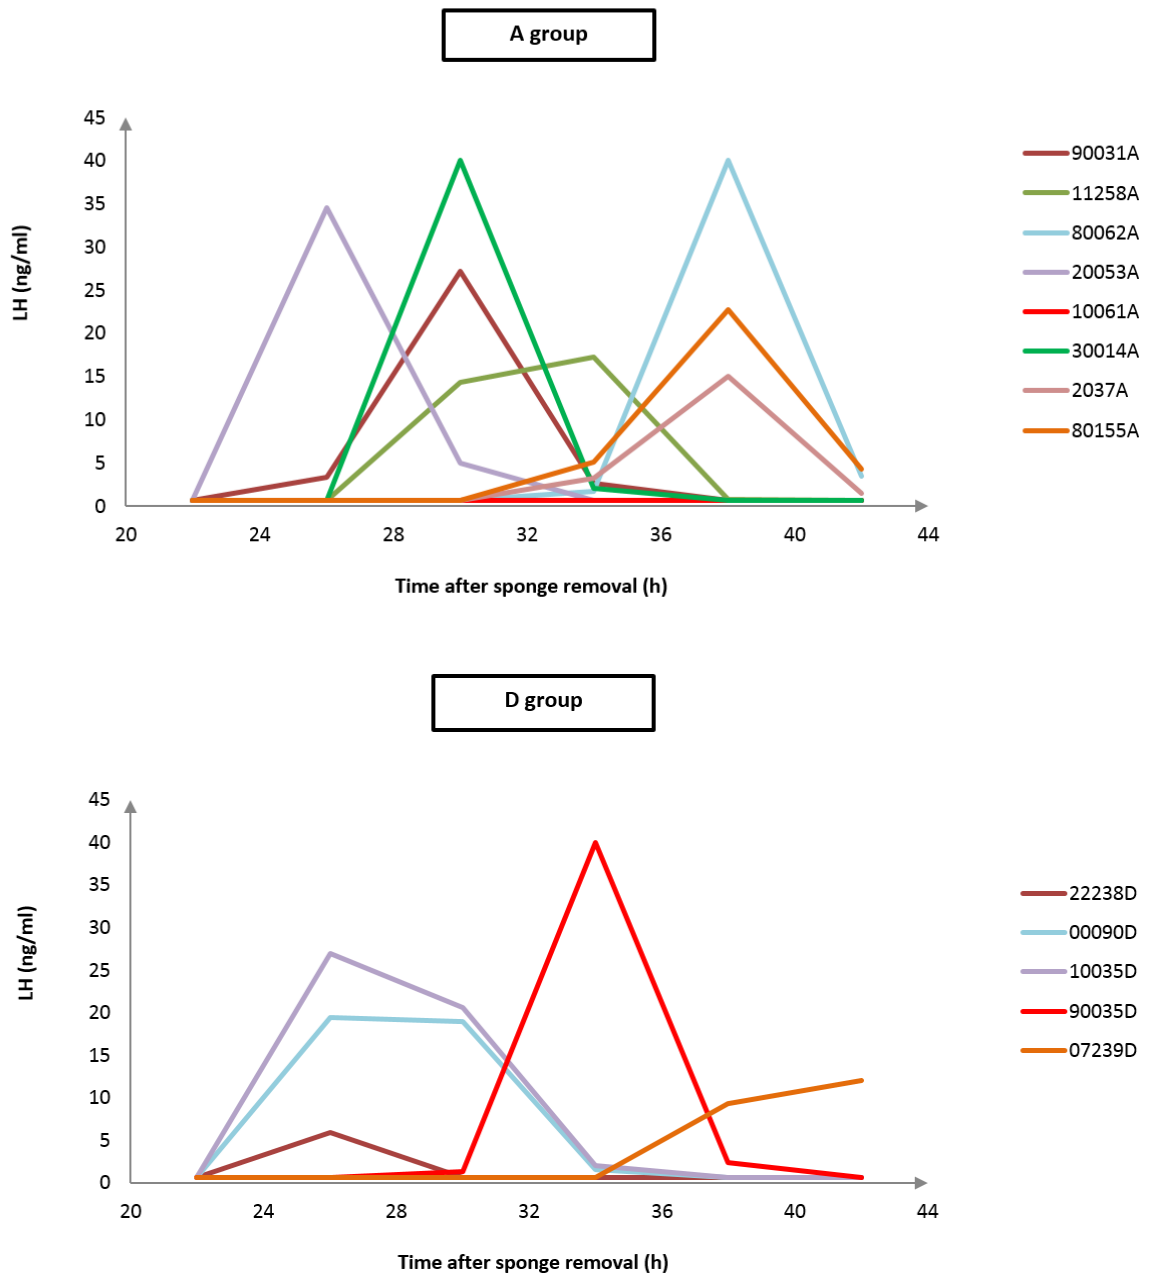 A group
45
40
35
30
25
20
15
10
5
0
LH (ng/ml)
20 24 28 32 36 40 44
Time after sponge removal (h)
90031A
11258A
80062A
20053A
10061A
30014A
2037A
80155A
D group
45
40
35
30
25
20
15
10
5
0
LH (ng/ml)
20 24 28 32 36 40 44
Time after sponge removal (h)
22238D
00090D
10035D
90035D
07239D